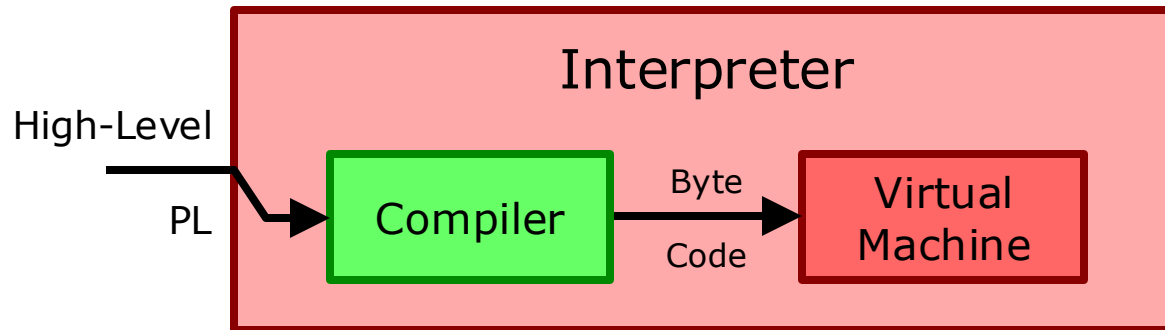 Interpreter
High-Level
PL
Compiler
Byte
Code
Virtual
Machine